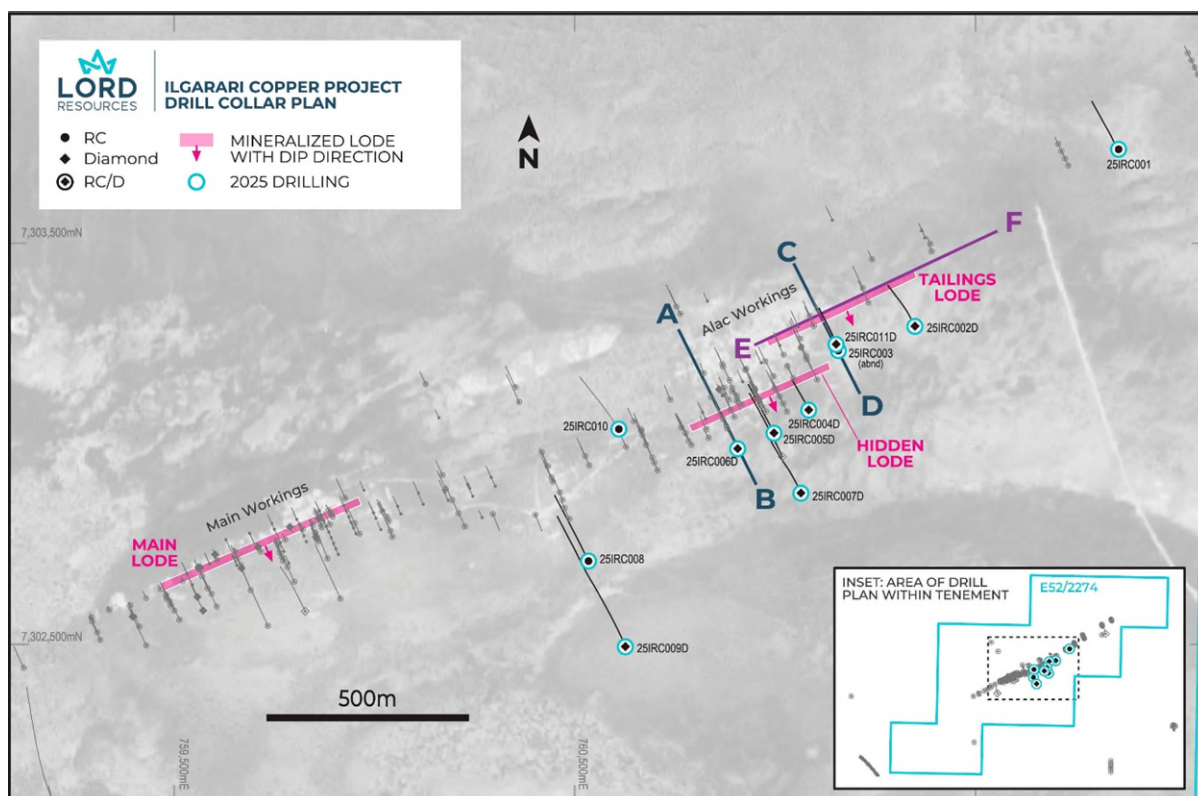 LORD
RESOURCES
ILGARARI COPPER PROJECT
DRILL COLLAR PLAN
RC
Diamond
RC/D
MINERALIZED LODE
WITH DIP DIRECTION
2025 DRILLING
N
25IRC001
7,303,500mN
F
C
TAILINGS
LODE
Alac Workings
A
E
25IRC002D
25IRC011D
25IRC003
(abnd)
D
25IRC004D
25IRC010
25IRC005D
HIDDEN
LODE
25IRC006D
B
25IRC007D
Main Workings
MAIN
LODE
25IRC008
INSET: AREA OF DRILL
PLAN WITHIN TENEMENT
E52/2274
7,302,500mN
25IRC009D
500m
759,500mE
760,500mE